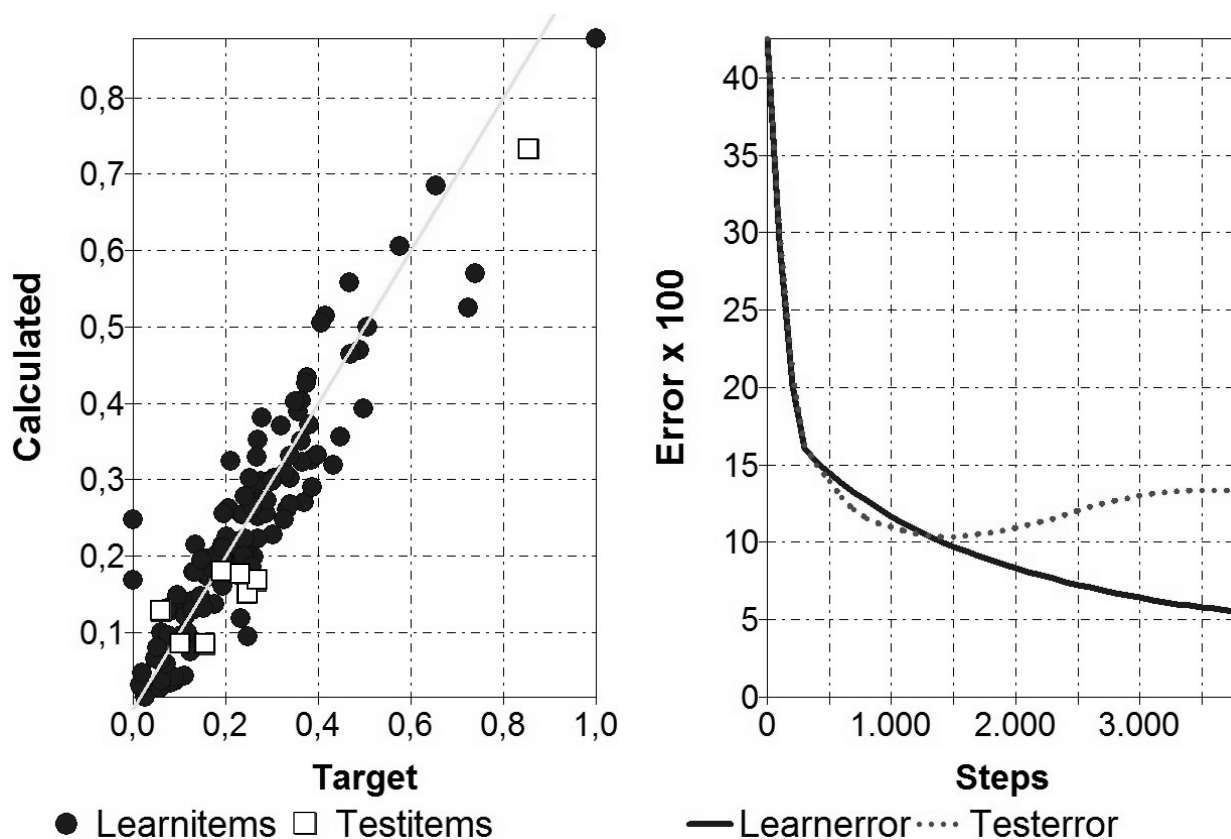 Calculated
0,8
0,7
0,6
0,5
0,4
0,3
0,2
0,1
0,0 0,2 0,4 0,6 0,8 1,0
Target
Learnitems Testitems
Error x 100
40
35
30
25
20
15
10
5
0
0 1.000 2.000 3.000
Steps
Learnerror Testerror